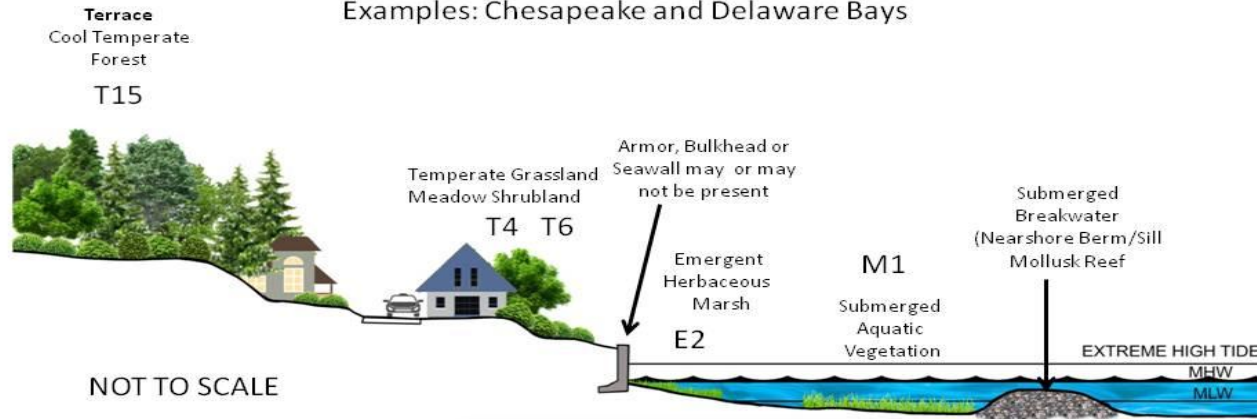 Examples: Chesapeake and Delaware Bays
Terrace
Cool Temperate
Forest
T15
Temperate Grassland
Meadow Shrubland
T4 T6
Armor, Bulkhead or
Seawall may or may
not be present
Emergent
Herbaceous
Marsh
E2
M1
Submerged
Aquatic
Vegetation
Submerged
Breakwater
(Nearshore Berm/Sill
Mollusk Reef
EXTREME HIGH TIDE
MHW
MLW
NOT TO SCALE